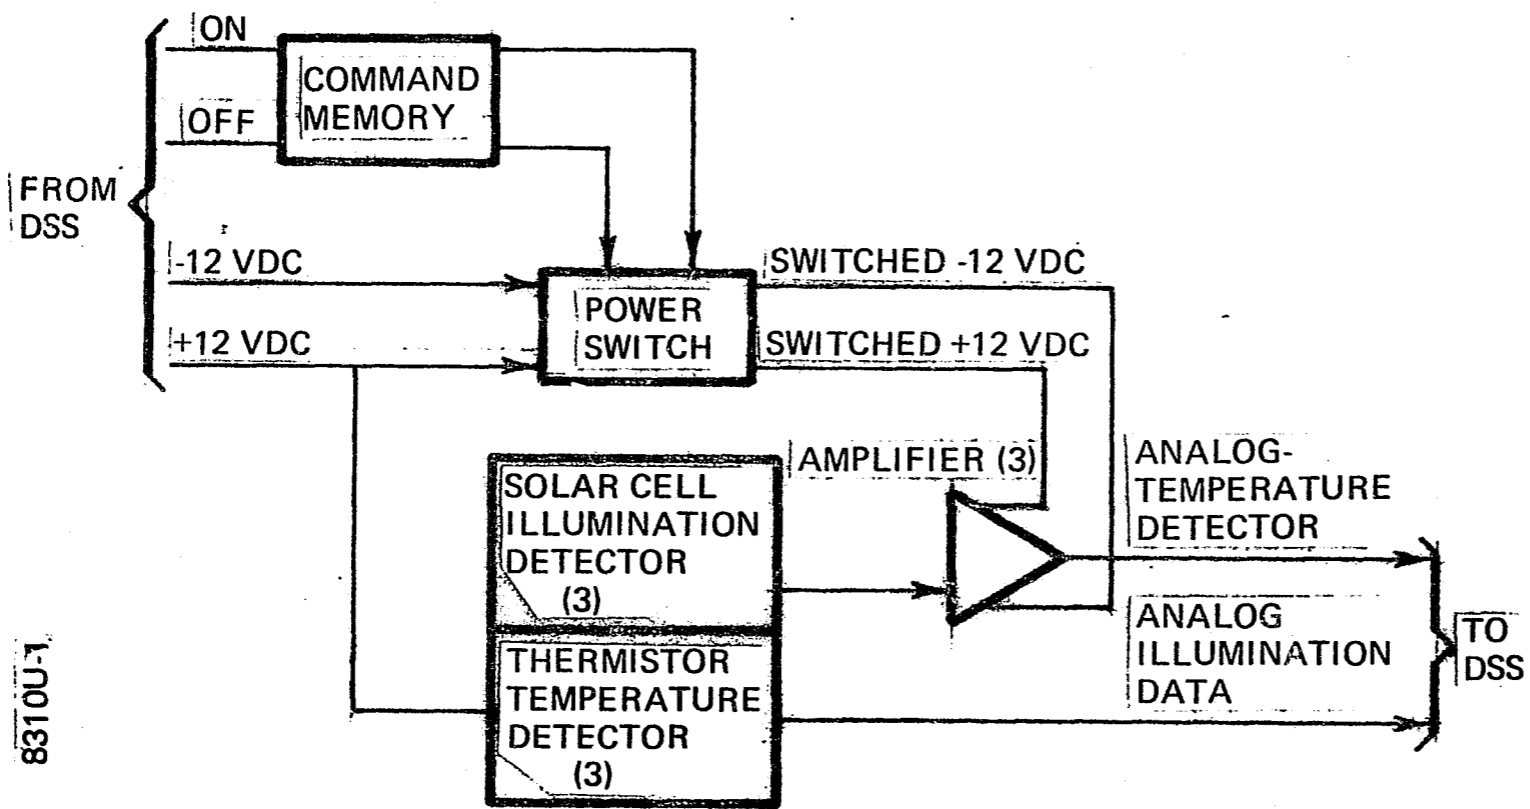 ON
COMMAND
MEMORY
OFF
FROM
DSS
-12 VDC
+12 VDC
POWER
SWITCH
SWITCHED -12 VDC
SWITCHED +12 VDC
AMPLIFIER (3)
SOLAR CELL
ILLUMINATION
DETECTOR
(3)
THERMISTOR
TEMPERATURE
DETECTOR
(3)
ANALOG-
TEMPERATURE
DETECTOR
ANALOG
ILLUMINATION
DATA
TO
DSS
8310U-1